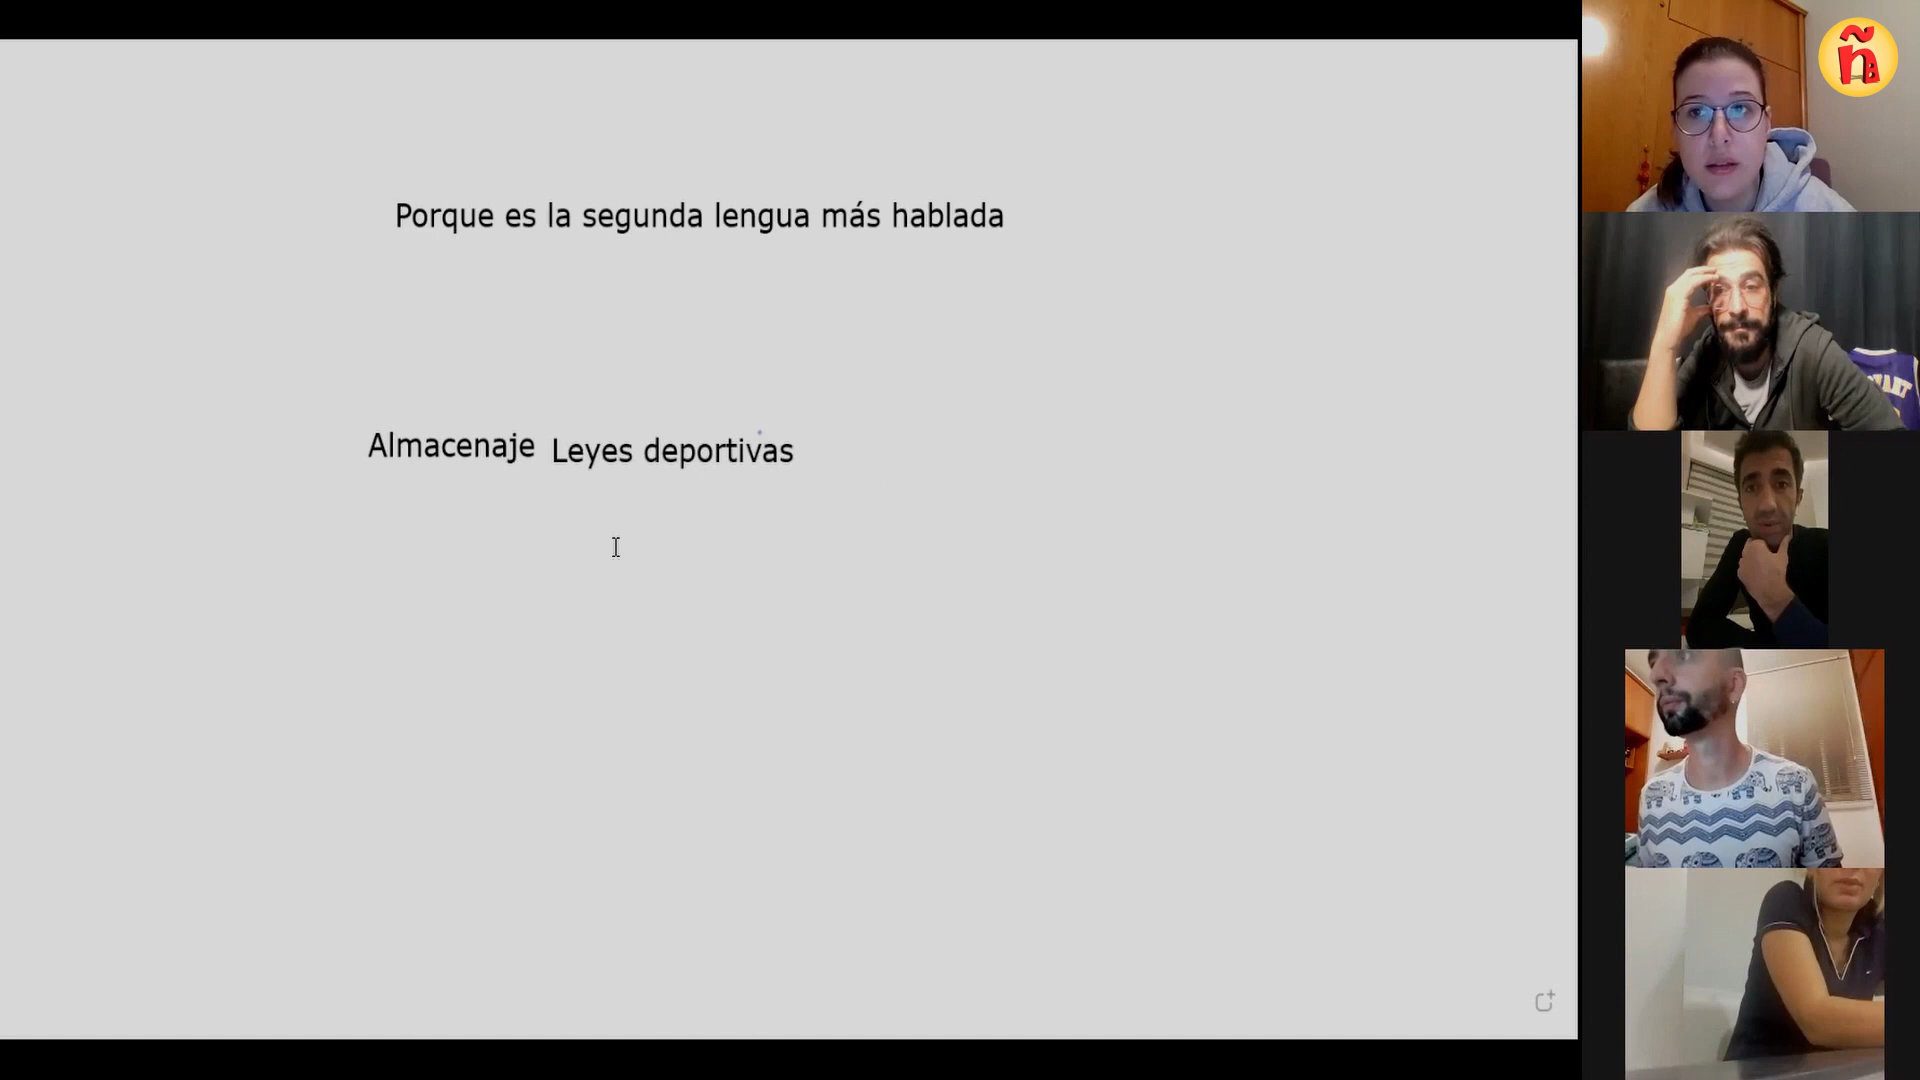 ñ
Porque es la segunda lengua más hablada
Almacenaje Leyes deportivas